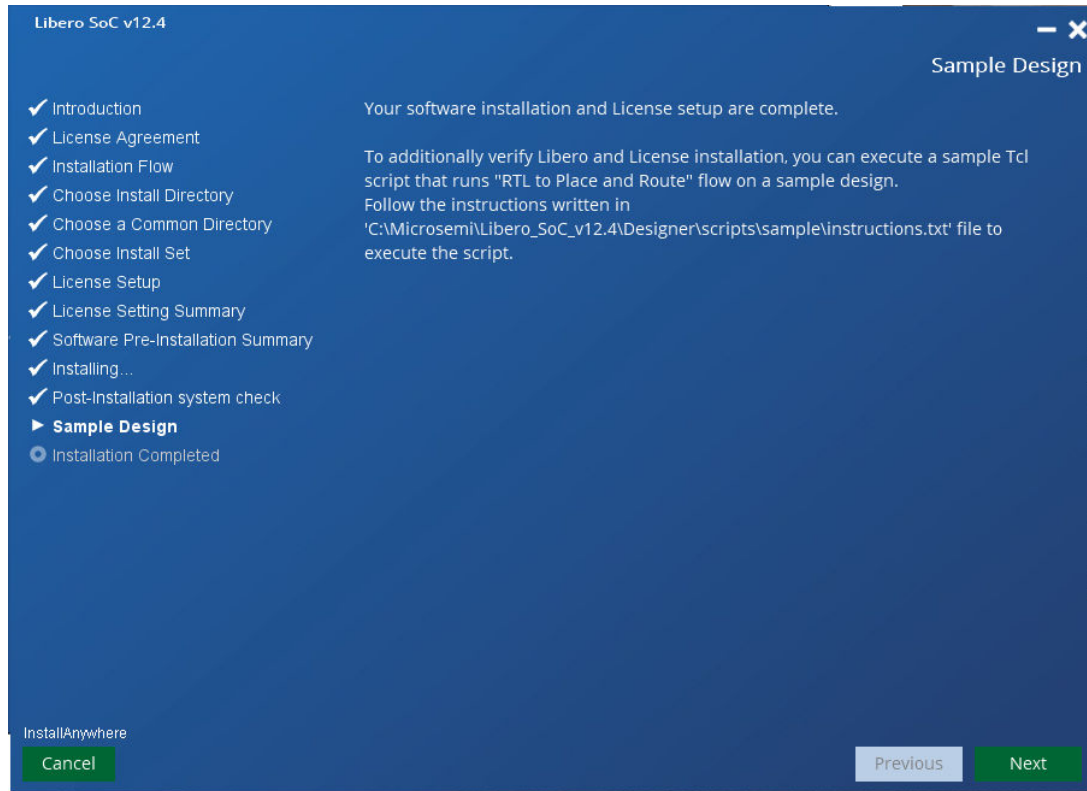 Libero SoC v12.4
Sample Design
Introduction
License Agreement
Installation Flow
Choose Install Directory
Choose a Common Directory
Choose Install Set
License Setup
License Setting Summary
Software Pre-Installation Summary
Installing...
Post-Installation system check
Sample Design
Installation Completed
Your software installation and License setup are complete.
To additionally verify Libero and License installation, you can execute a sample Tcl
script that runs "RTL to Place and Route" flow on a sample design.
Follow the instructions written in
'C:\Microsemi\Libero_SoC_v12.4\Designer\scripts\sample\instructions.txt' file to
execute the script.
InstallAnywhere
Cancel
Previous
Next